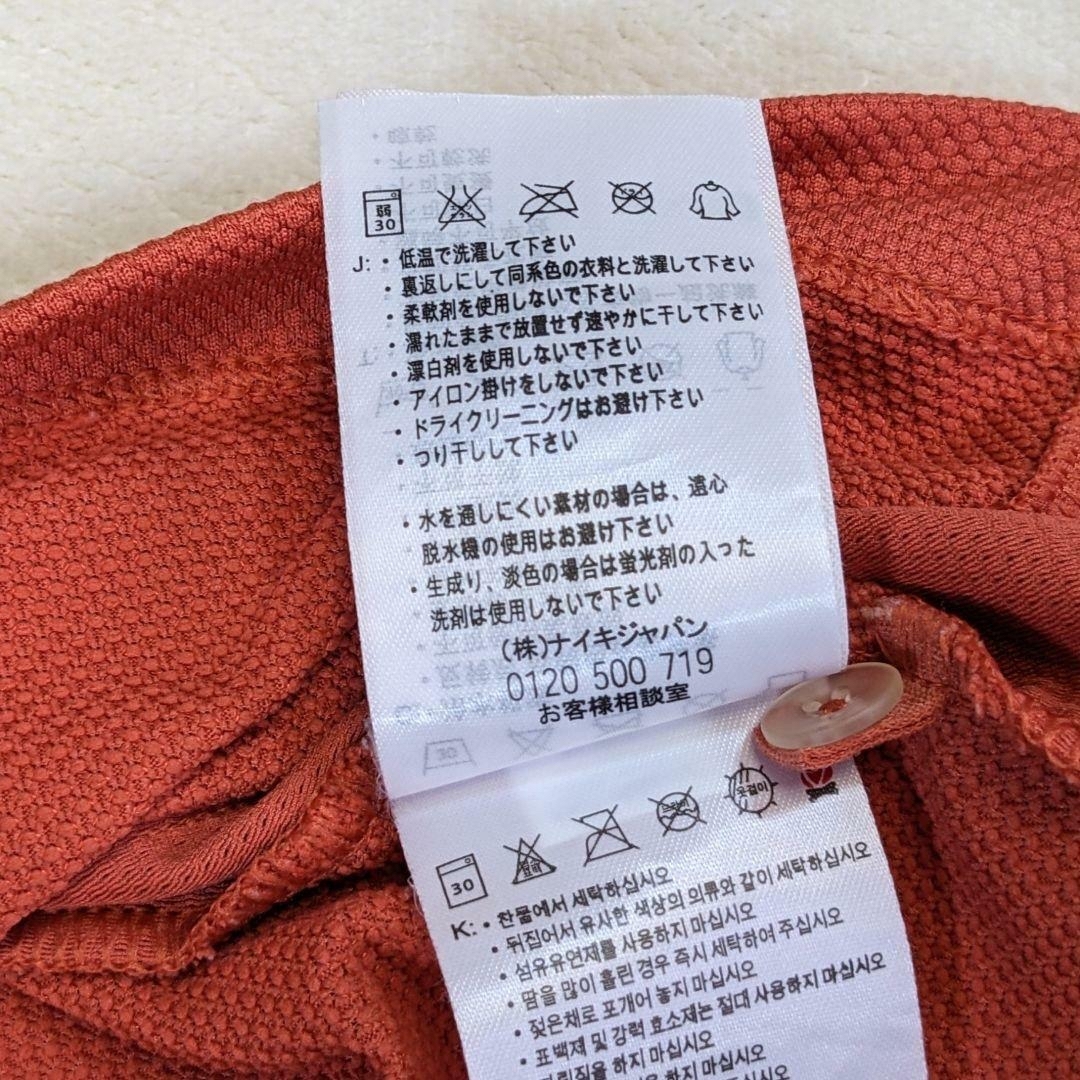 弱
30
J: ・低温で洗濯して下さい
・裏返しにして同系色の衣料と洗濯して下さい
・柔軟剤を使用しないで下さい
・濡れたままで放置せず速やかに干して下さい
・漂白剤を使用しないで下さい
・アイロン掛けをしないで下さい
・ドライクリーニングはお避け下さい
・つり干しして下さい
・水を通しにくい素材の場合は、遠心
脱水機の使用はお避け下さい
・生成り、淡色の場合は蛍光剤の入った
洗剤は使用しないで下さい
(株)ナイキジャパン
0120 500 719
お客様相談室
30
옷걸이
K: ・찬물에서 세탁하십시오
・뒤집어서 유사한 색상의 의류와 같이 세탁하십시오
・섬유유연제를 사용하지 마십시오
・땀을 많이 흘린 경우 즉시 세탁하여 주십시오
・젖은채로 포개어 놓지 마십시오
・표백제 및 강력 효소제는 절대 사용하지 마십시오
하지 마십시오
마십시오